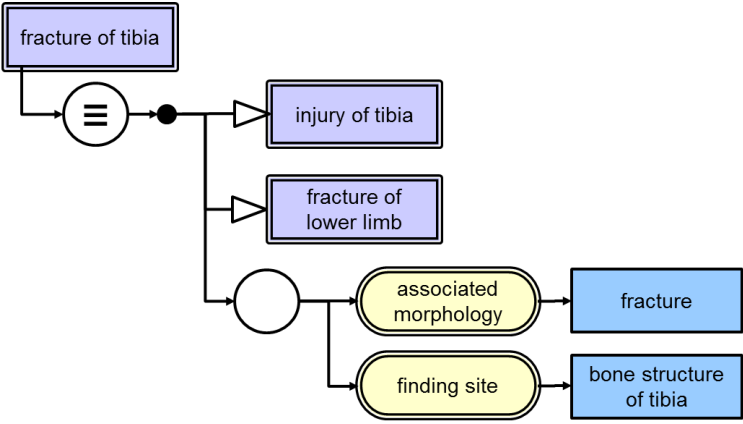 fracture of tibia
injury of tibia
fracture of
lower limb
associated
morphology
fracture
finding site
bone structure
of tibia